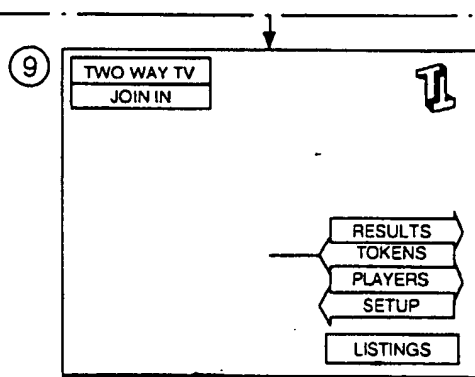 9
TWO WAY TV
JOIN IN
RESULTS
TOKENS
PLAYERS
SETUP
LISTINGS